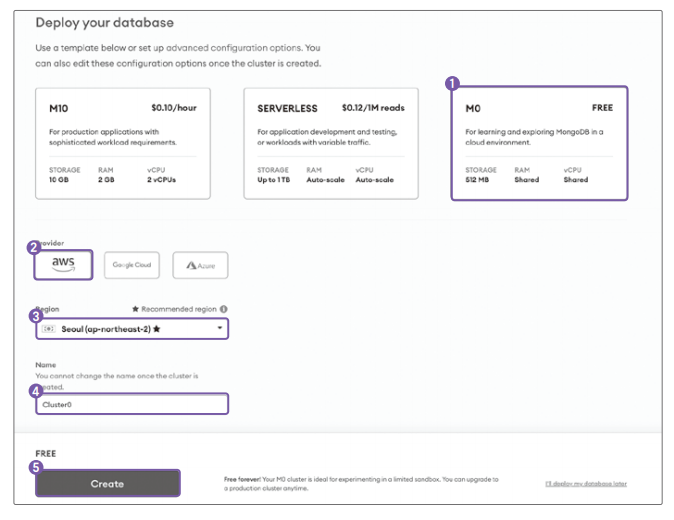 Deploy your database
Use a template below or set up advanced configuration options. You
can also edit these configuration options once the cluster is created.
1
M10 $0.10/hour
For production applications with
sophisticated workload requirements.
STORAGE RAM vCPU
10 GB 2 GB 2 vCPUs
SERVERLESS $0.12/1M reads
For application development and testing,
or workloads with variable traffic.
STORAGE RAM vCPU
Up to 1TB Auto-scale Auto-scale
M0 FREE
For learning and exploring MongoDB in a
cloud environment.
STORAGE RAM vCPU
512 MB Shared Shared
2
rovider
aws
Google Cloud
Azure
3
egion ★ Recommended region
Seoul (ap-northeast-2) ★
Name
You cannot change the name once the cluster is
eated.
4
Cluster0
FREE
5
Create
Free forever! Your M0 cluster is ideal for experimenting in a limited sandbox. You can upgrade to
a production cluster anytime.
I'll deploy my database later